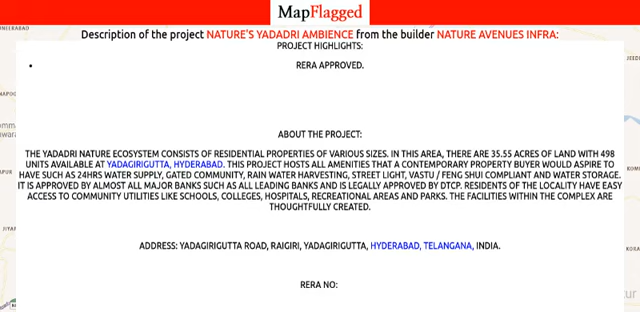 MapFlagged
Description of the project NATURE'S YADADRI AMBIENCE from the builder NATURE AVENUES INFRA:
PROJECT HIGHLIGHTS:
• RERA APPROVED.
ABOUT THE PROJECT:
THE YADADRI NATURE ECOSYSTEM CONSISTS OF RESIDENTIAL PROPERTIES OF VARIOUS SIZES. IN THIS AREA, THERE ARE 35.55 ACRES OF LAND WITH 498
UNITS AVAILABLE AT YADAGIRIGUTTA, HYDERABAD. THIS PROJECT HOSTS ALL AMENITIES THAT A CONTEMPORARY PROPERTY BUYER WOULD ASPIRE TO
HAVE SUCH AS 24HRS WATER SUPPLY, GATED COMMUNITY, RAIN WATER HARVESTING, STREET LIGHT, VASTU / FENG SHUI COMPLIANT AND WATER STORAGE.
IT IS APPROVED BY ALMOST ALL MAJOR BANKS SUCH AS ALL LEADING BANKS AND IS LEGALLY APPROVED BY DTCP. RESIDENTS OF THE LOCALITY HAVE EASY
ACCESS TO COMMUNITY UTILITIES LIKE SCHOOLS, COLLEGES, HOSPITALS, RECREATIONAL AREAS AND PARKS. THE FACILITIES WITHIN THE COMPLEX ARE
THOUGHTFULLY CREATED.
ADDRESS: YADAGIRIGUTTA ROAD, RAIGIRI, YADAGIRIGUTTA, HYDERABAD, TELANGANA, INDIA.
RERA NO: